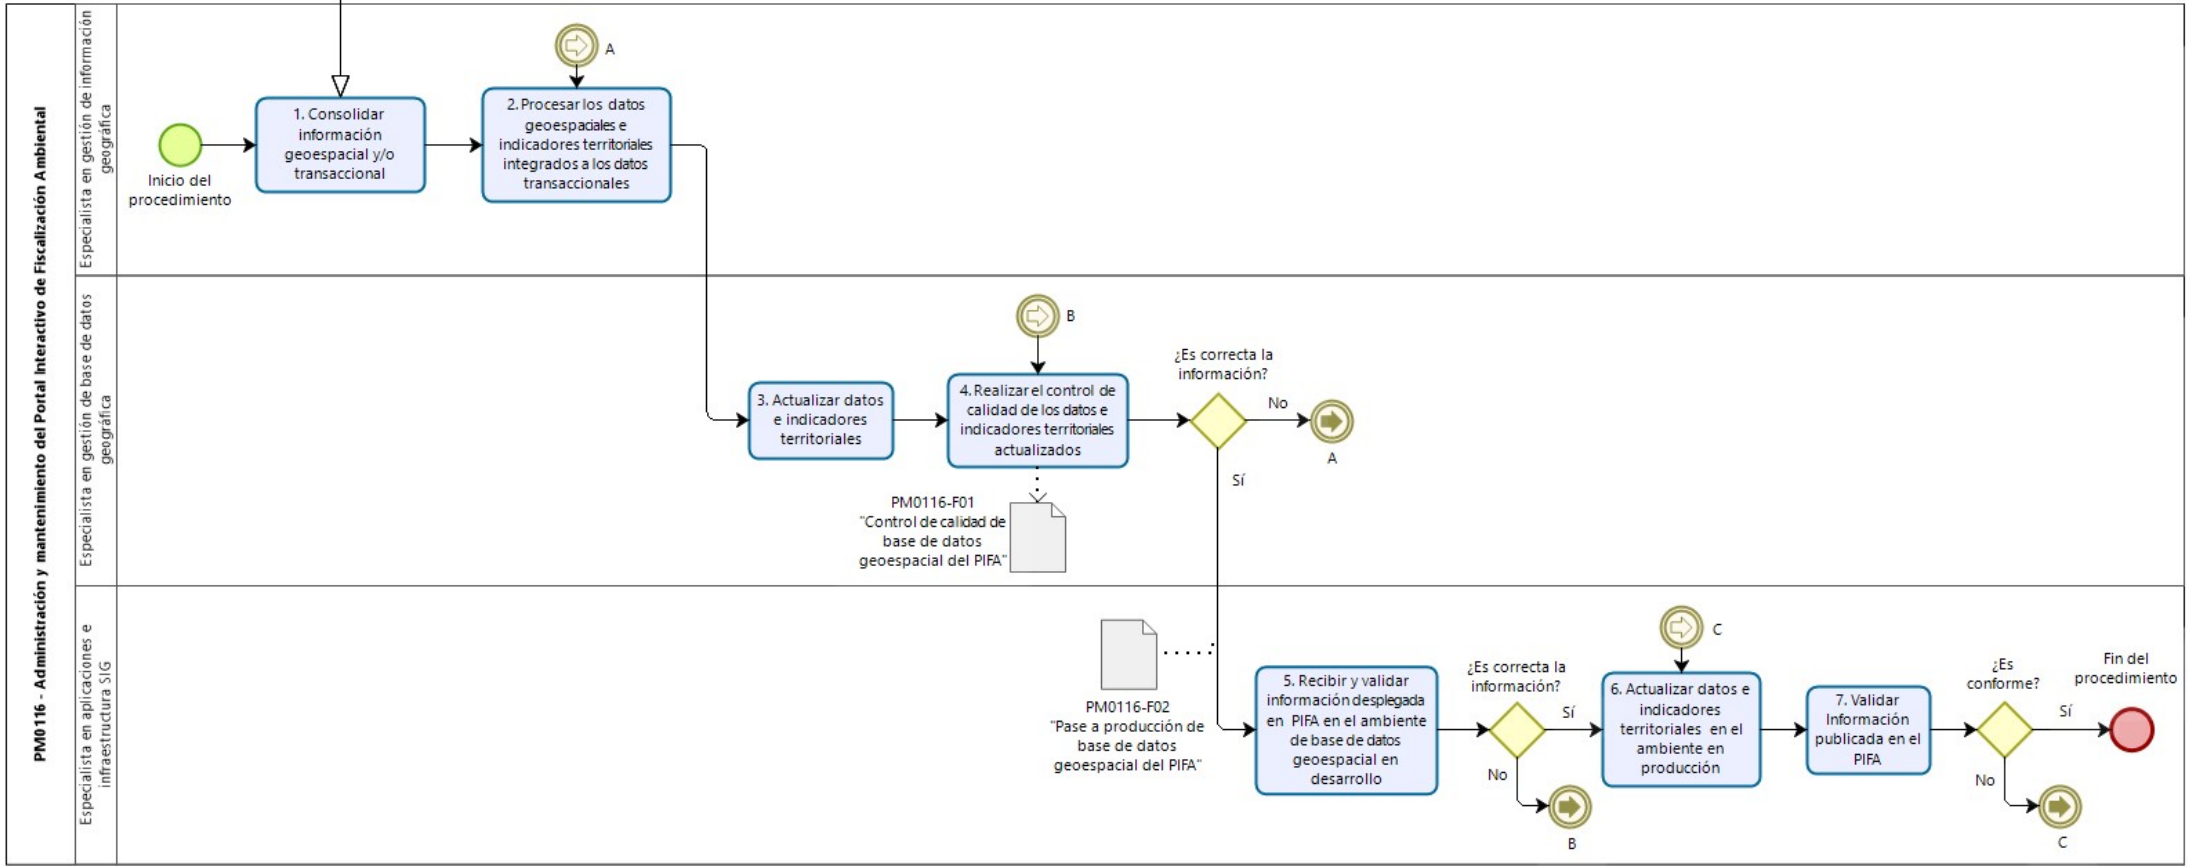 PM0116 - Administración y mantenimiento del Portal Interactivo de Fiscalización Ambiental
Especialista en gestión de información
geográfica
A
Inicio del
procedimiento
1. Consolidar
información
geoespacial y/o
transaccional
2. Procesar los datos
geoespaciales e
indicadores territoriales
integrados a los datos
transaccionales
Especialista en gestión de base de datos
geográfica
B
3. Actualizar datos
e indicadores
territoriales
4. Realizar el control de
calidad de los datos e
indicadores territoriales
actualizados
¿Es correcta la
información?
No
A
Sí
PM0116-F01
"Control de calidad de
base de datos
geoespacial del PIFA"
Especialista en aplicaciones e
infraestructura SIG
PM0116-F02
"Pase a producción de
base de datos
geoespacial del PIFA"
5. Recibir y validar
información desplegada
en PIFA en el ambiente
de base de datos
geoespacial en
desarrollo
¿Es correcta la
información?
Sí
No
B
C
6. Actualizar datos e
indicadores
territoriales en el
ambiente en
producción
7. Validar
Información
publicada en el
PIFA
¿Es
conforme?
Sí
No
C
Fin del
procedimiento